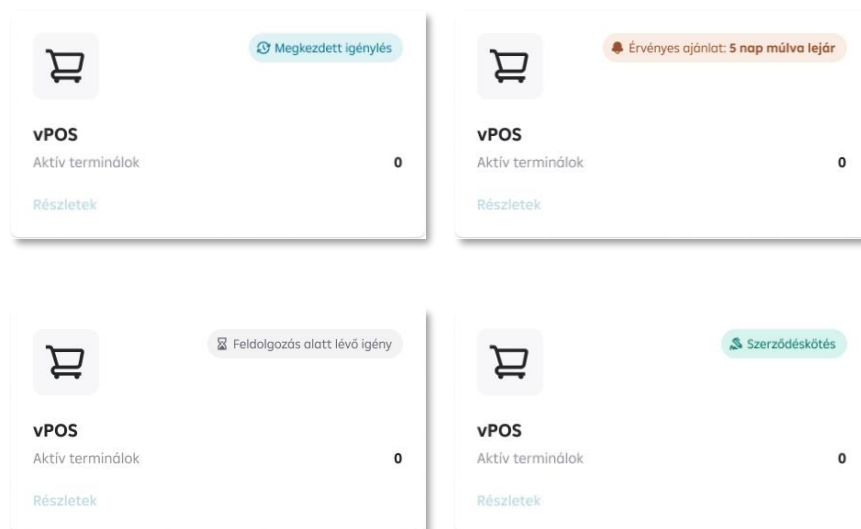 Megkezdett igénylés
vPOS
Aktív terminálok 0
Részletek
Érvényes ajánlat: 5 nap múlva lejár
vPOS
Aktív terminálok 0
Részletek
Feldolgozás alatt lévő igény
vPOS
Aktív terminálok 0
Részletek
Szerződéskötés
vPOS
Aktív terminálok 0
Részletek